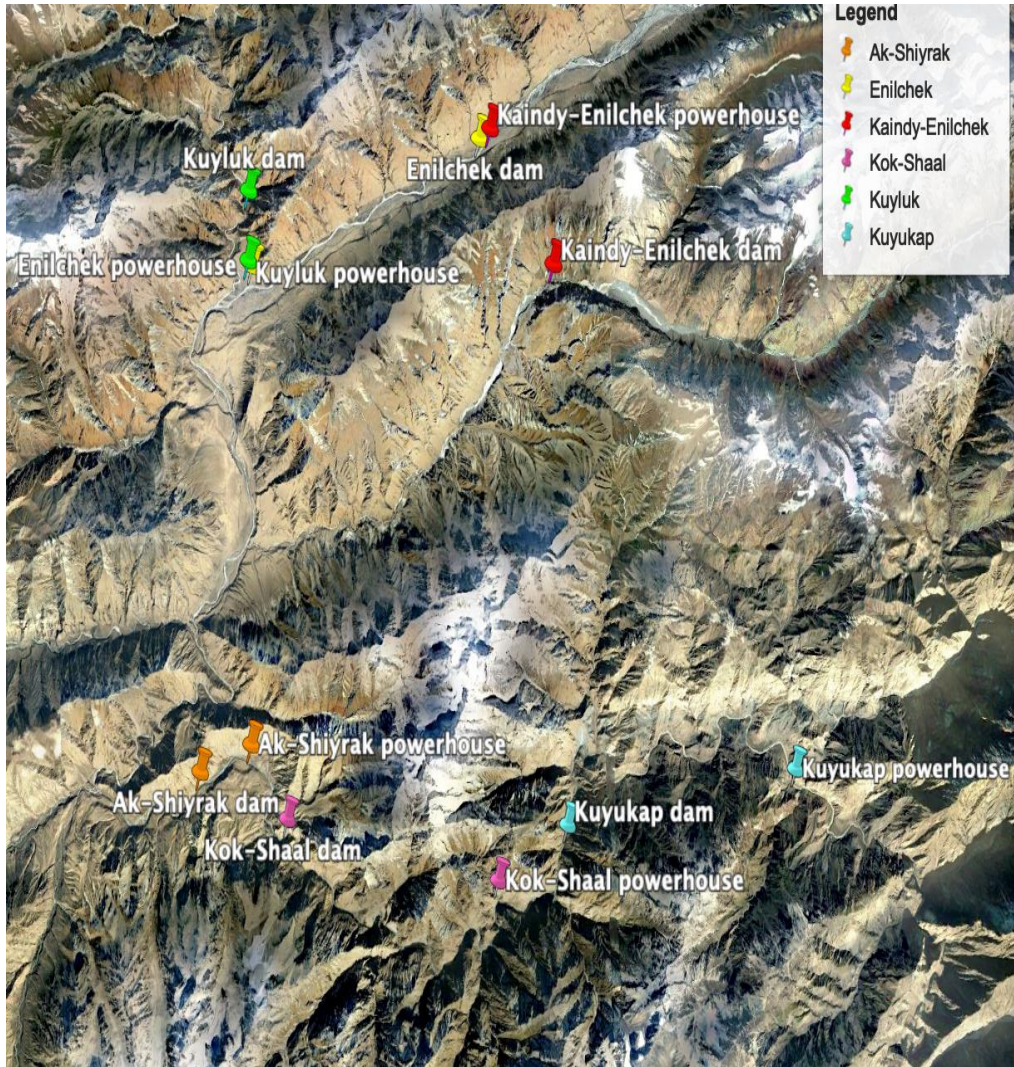 Legend
Ak-Shiyrak
Enilchek
Kaindy-Enilchek
Kok-Shaal
Kuyluk
Kuyukap
Kaindy-Enilchek powerhouse
Kuyluk dam
Enilchek dam
Kaindy-Enilchek dam
Enilchek powerhouse
Kuyluk powerhouse
Ak-Shiyrak powerhouse
Kuyukap powerhouse
Ak-Shiyrak dam
Kuyukap dam
Kok-Shaal dam
Kok-Shaal powerhouse